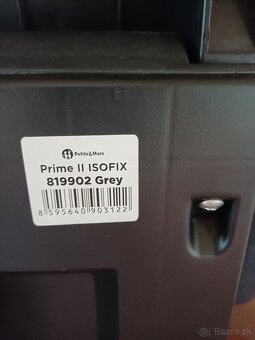 Petite&Mars
Prime II ISOFIX
819902 Grey
8 595640 903122
© Bazos.sk